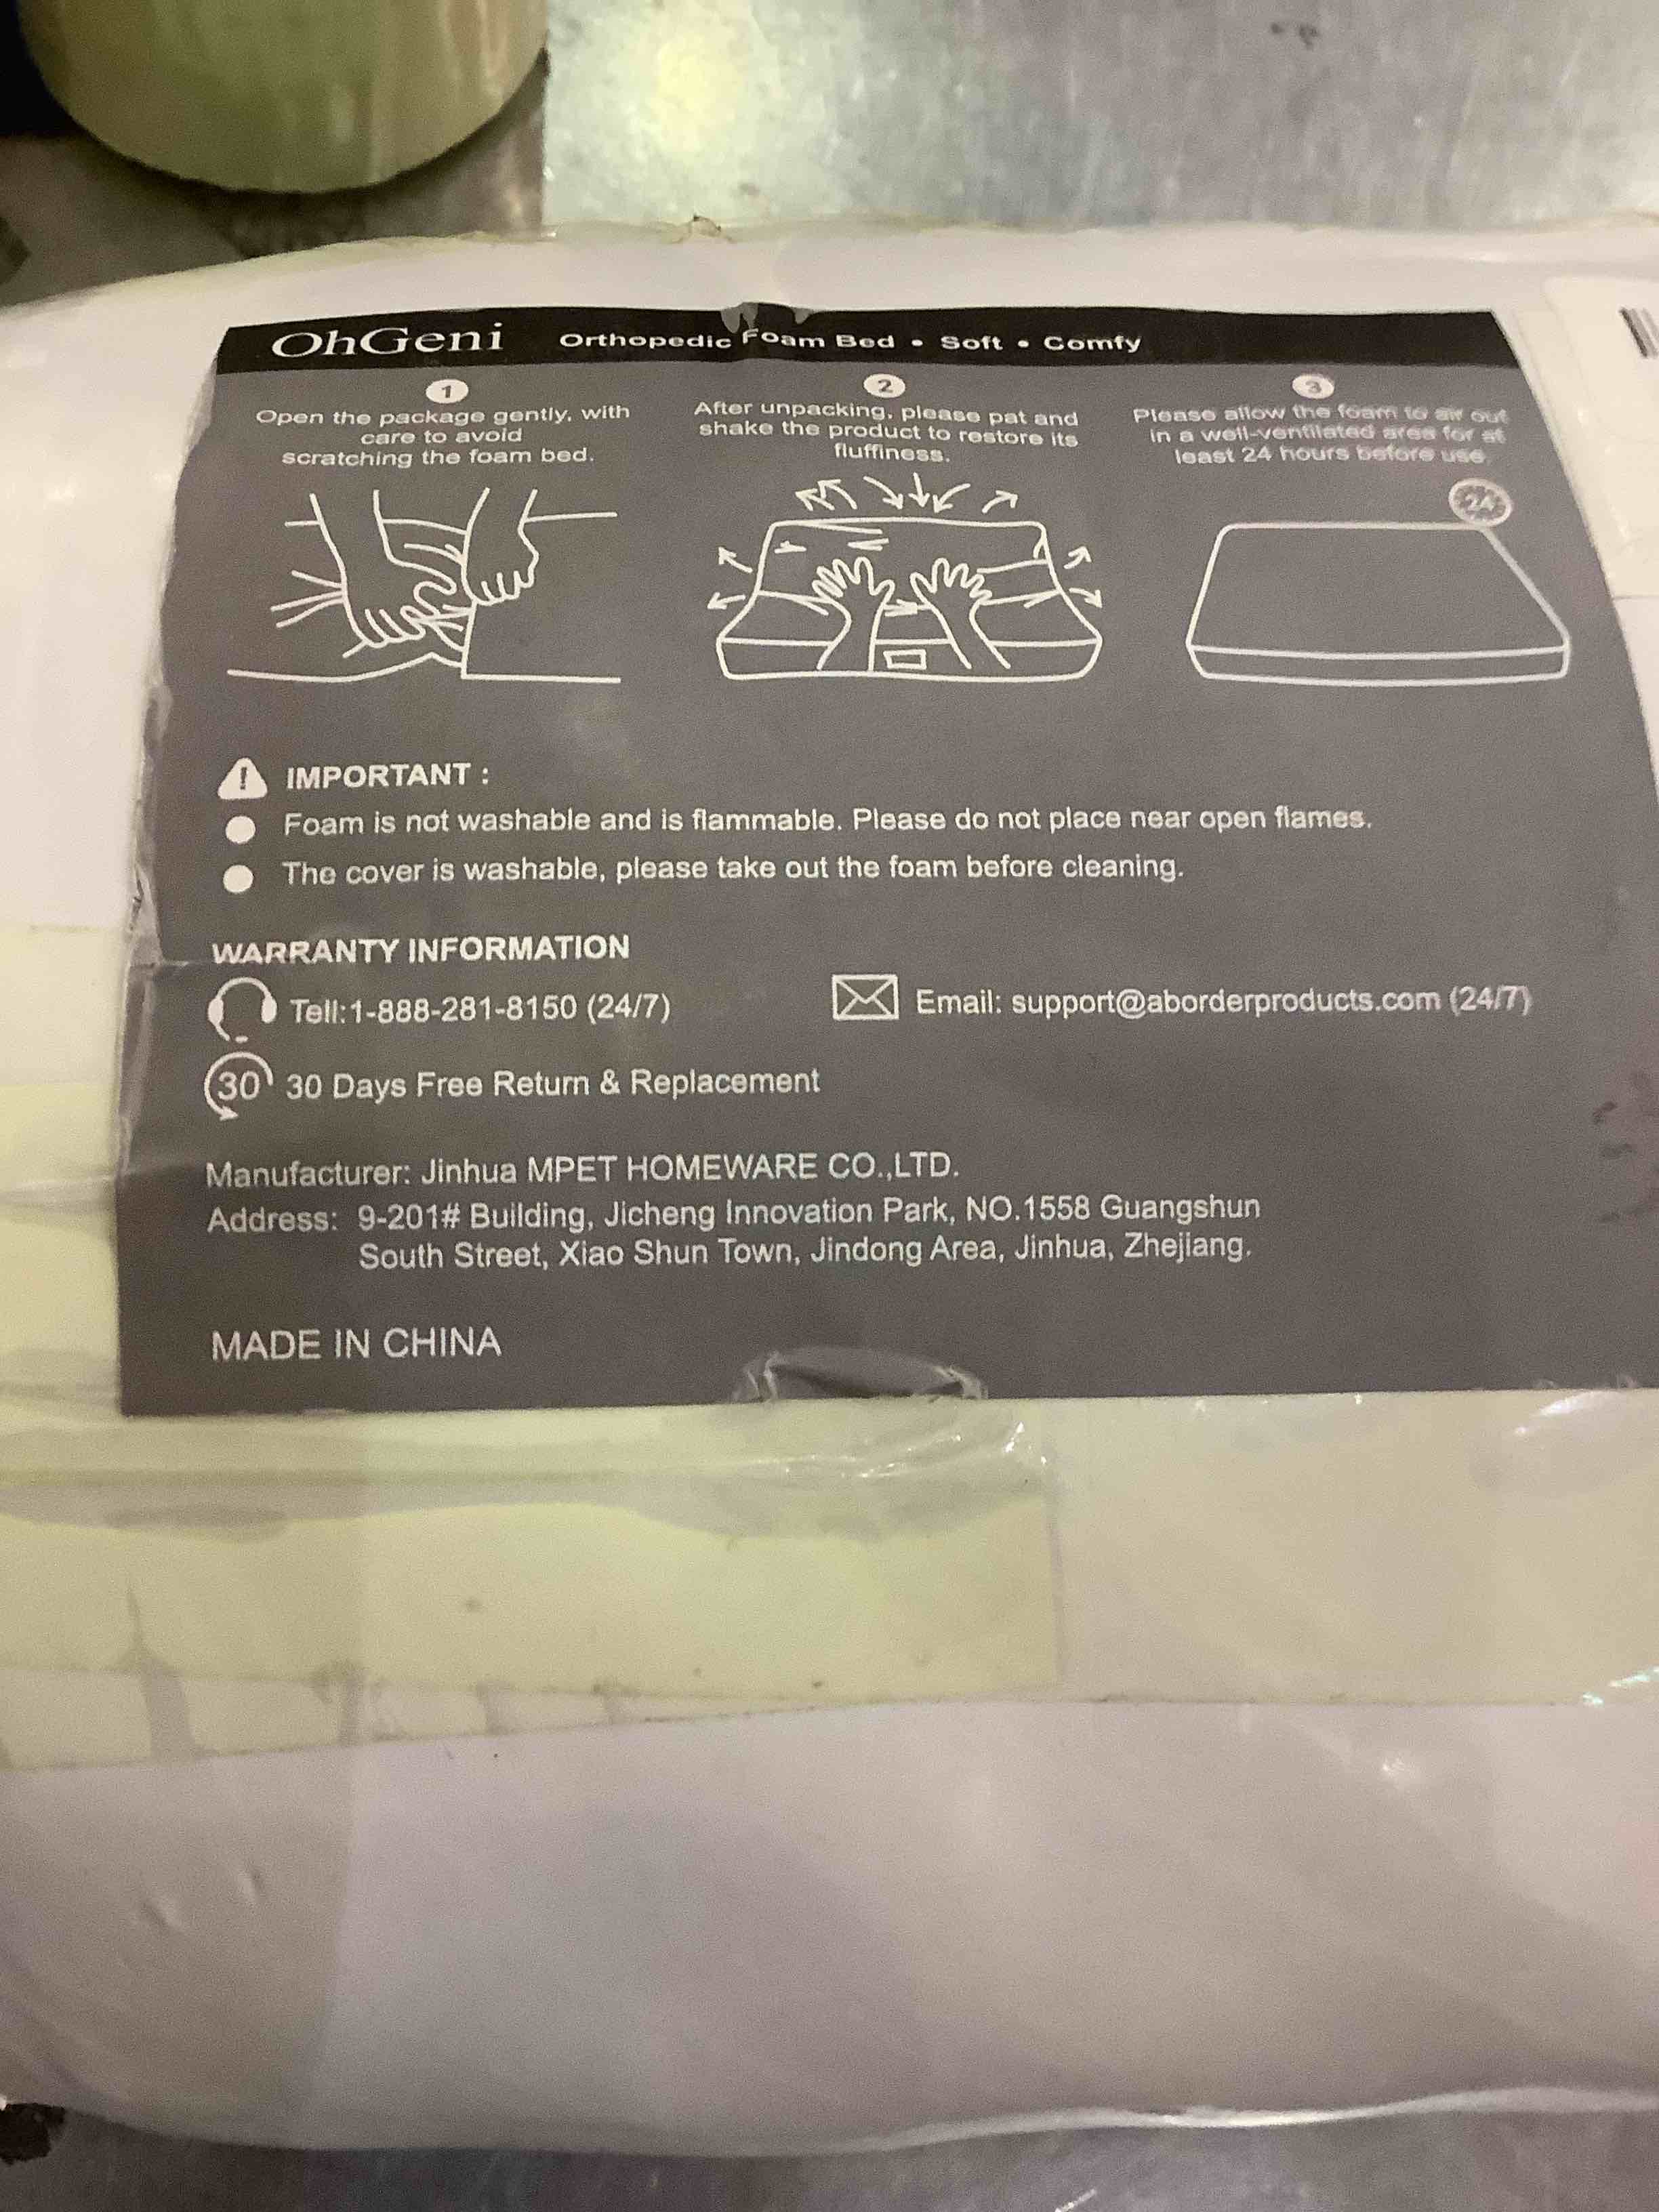 OhGeni Orthopedic Foam Bed • Soft • Comfy
1
Open the package gently, with
care to avoid
scratching the foam bed.
2
After unpacking, please pat and
shake the product to restore its
fluffiness.
3
Please allow the foam to air out
in a well-ventilated area for at
least 24 hours before use.
24
! IMPORTANT :
Foam is not washable and is flammable. Please do not place near open flames.
The cover is washable, please take out the foam before cleaning.
WARRANTY INFORMATION
Tell:1-888-281-8150 (24/7) Email: support@aborderproducts.com (24/7)
30 30 Days Free Return & Replacement
Manufacturer: Jinhua MPET HOMEWARE CO.,LTD.
Address: 9-201# Building, Jicheng Innovation Park, NO.1558 Guangshun
South Street, Xiao Shun Town, Jindong Area, Jinhua, Zhejiang.
MADE IN CHINA